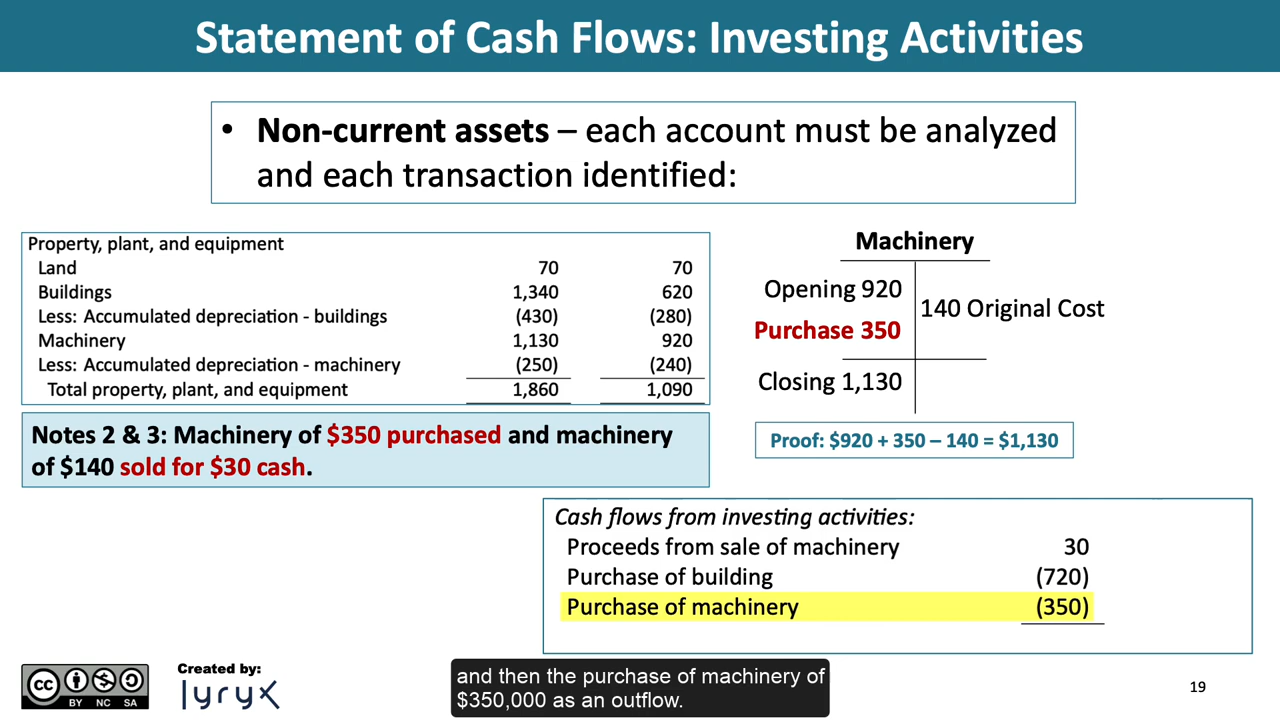 Statement of Cash Flows: Investing Activities
• Non-current assets – each account must be analyzed
and each transaction identified:
Property, plant, and equipment
Land 70 70
Buildings 1,340 620
Less: Accumulated depreciation - buildings (430) (280)
Machinery 1,130 920
Less: Accumulated depreciation - machinery (250) (240)
Total property, plant, and equipment 1,860 1,090
Notes 2 & 3: Machinery of $350 purchased and machinery
of $140 sold for $30 cash.
Machinery
Opening 920
140 Original Cost
Purchase 350
Closing 1,130
Proof: $920 + 350 – 140 = $1,130
Cash flows from investing activities:
Proceeds from sale of machinery 30
Purchase of building (720)
Purchase of machinery (350)
cc BY NC SA
Created by:
lyryx
and then the purchase of machinery of
$350,000 as an outflow.
19